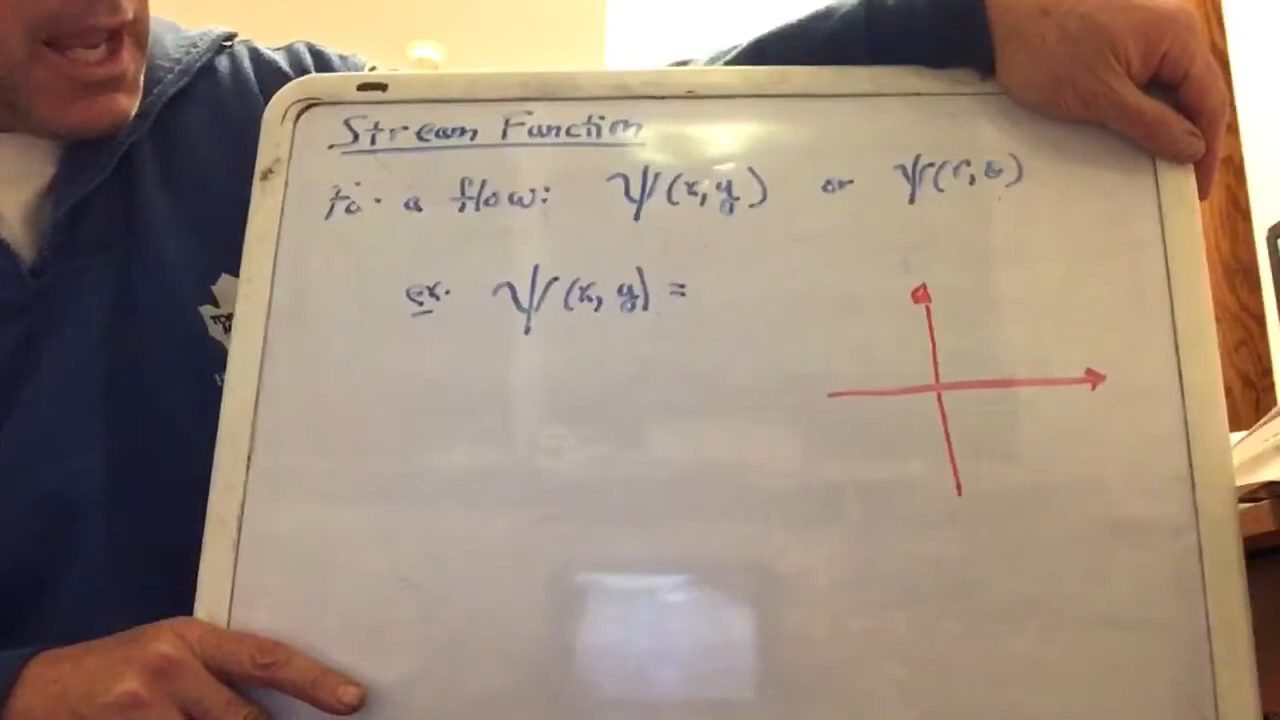 Stream Function
to a flow: ψ(x,y) or ψ(r,θ)
ex. ψ(x, y) =